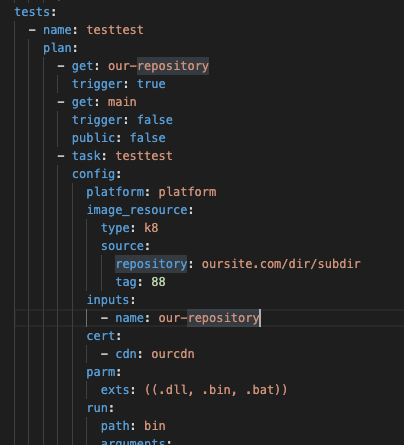 tests:
- name: testtest
plan:
- get: our-repository
trigger: true
- get: main
trigger: false
public: false
- task: testtest
config:
platform: platform
image_resource:
type: k8
source:
repository: oursite.com/dir/subdir
tag: 88
inputs:
- name: our-repository
cert:
- cdn: ourcdn
parm:
exts: ((.dll, .bin, .bat))
run:
path: bin
arguments: